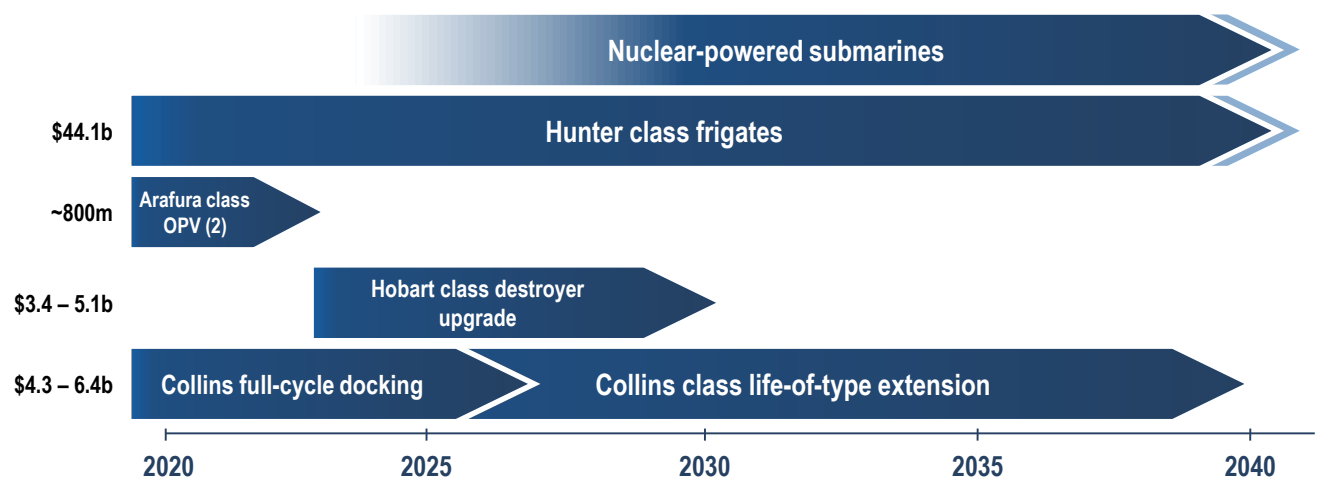 Nuclear-powered submarines
$44.1b
Hunter class frigates
~800m
Arafura class
OPV (2)
$3.4 – 5.1b
Hobart class destroyer
upgrade
$4.3 – 6.4b
Collins full-cycle docking
Collins class life-of-type extension
2020
2025
2030
2035
2040